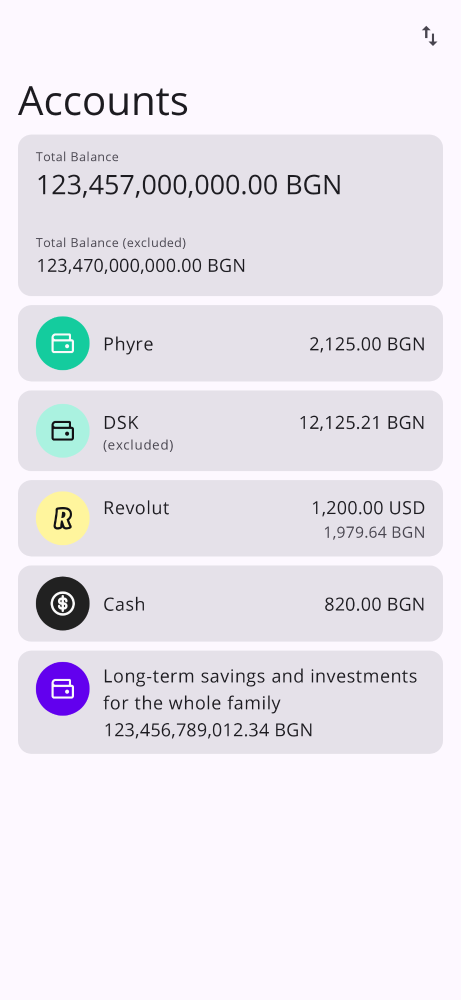 Accounts
Total Balance
123,457,000,000.00 BGN
Total Balance (excluded)
123,470,000,000.00 BGN
Phyre 2,125.00 BGN
DSK 12,125.21 BGN
(excluded)
Revolut 1,200.00 USD
1,979.64 BGN
Cash 820.00 BGN
Long-term savings and investments
for the whole family
123,456,789,012.34 BGN